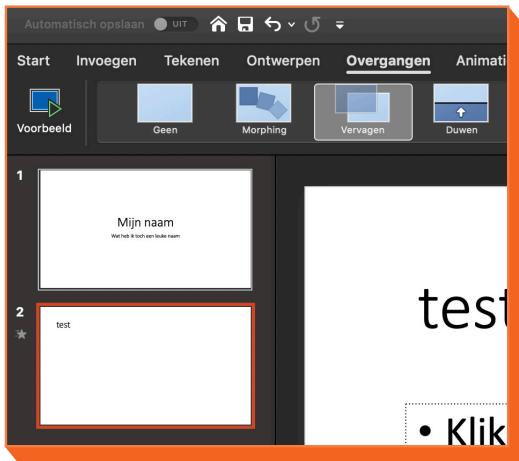 Automatisch opslaan UIT
Start Invoegen Tekenen Ontwerpen Overgangen
Voorbeeld
Geen Morphing Vervagen Duwen
1
Mijn naam
Wat heb ik toch een leuke naam
2
test
test
• Klik